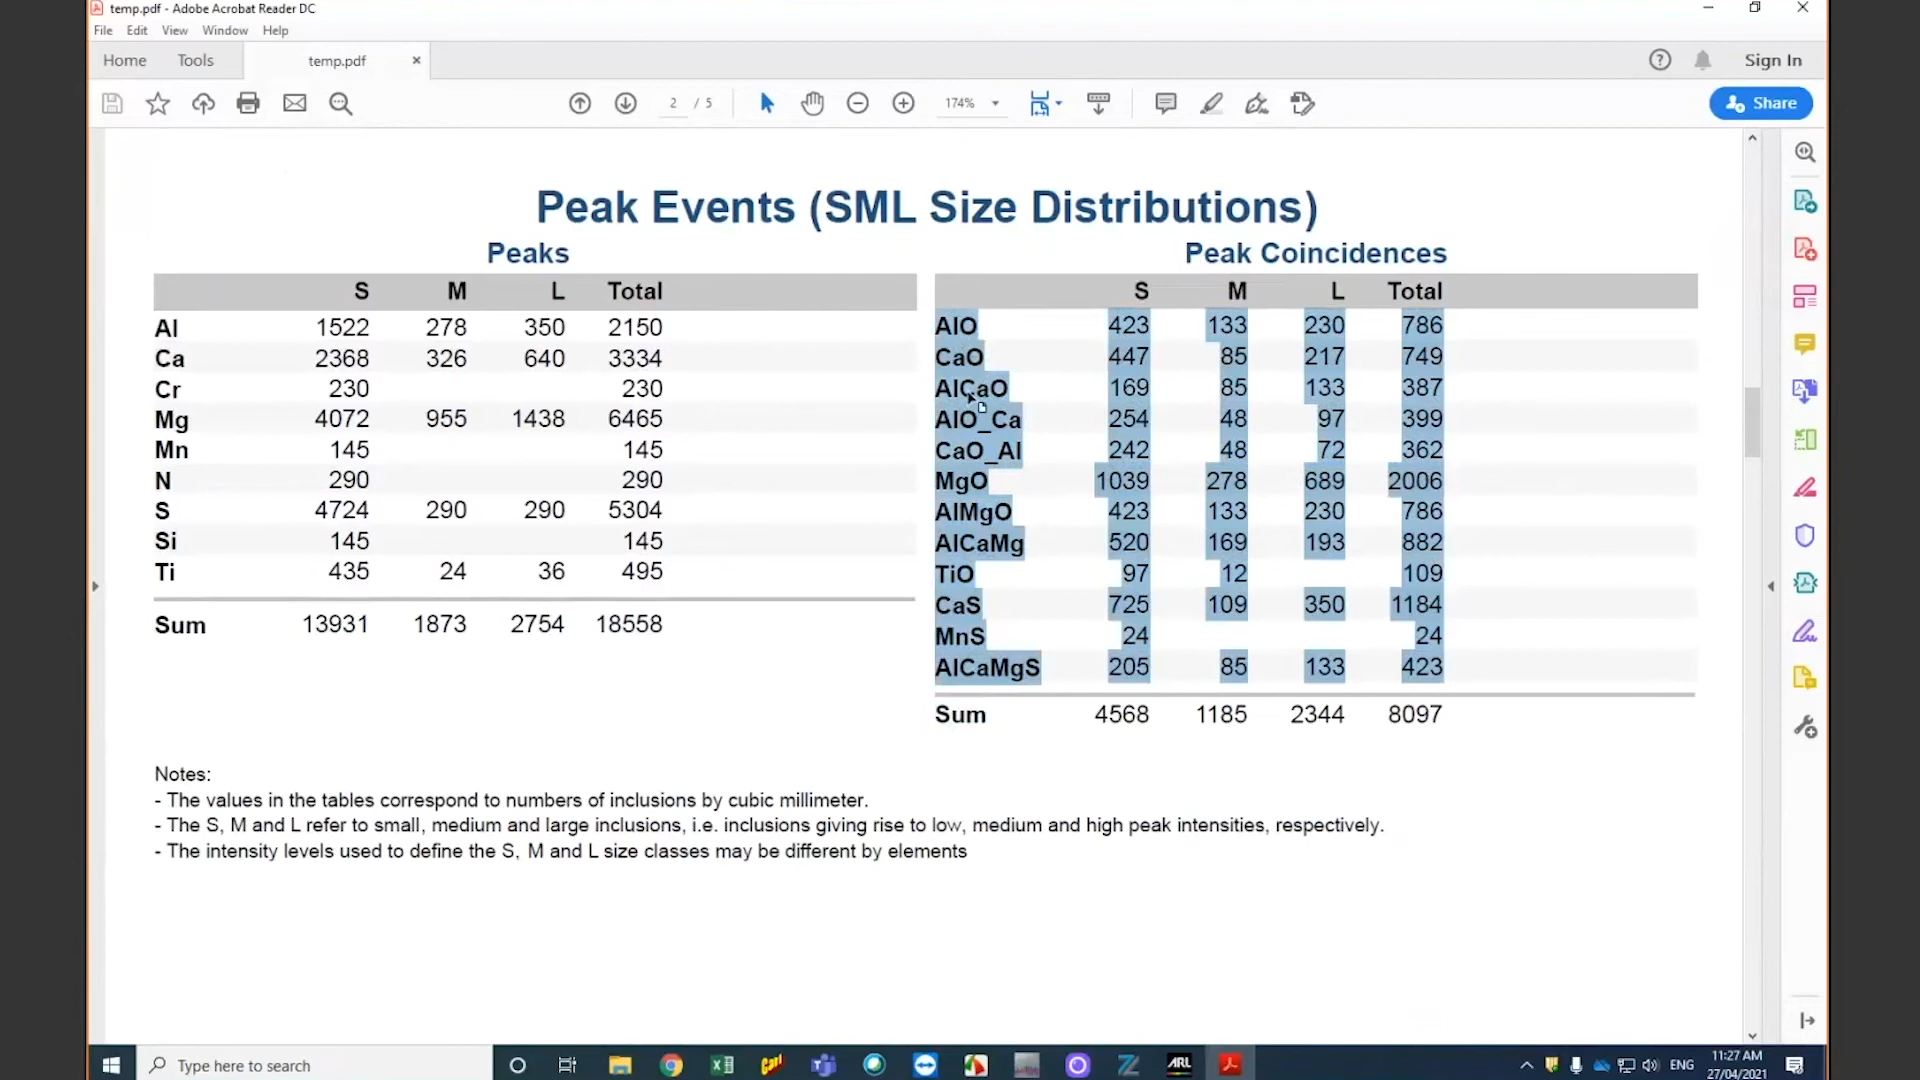 temp.pdf - Adobe Acrobat Reader DC
File Edit View Window Help
Home Tools temp.pdf × Sign In
2 / 5 174% Share
Peak Events (SML Size Distributions)
Peaks
S M L Total
Al 1522 278 350 2150
Ca 2368 326 640 3334
Cr 230 230
Mg 4072 955 1438 6465
Mn 145 145
N 290 290
S 4724 290 290 5304
Si 145 145
Ti 435 24 36 495
Sum 13931 1873 2754 18558
Peak Coincidences
S M L Total
AlO 423 133 230 786
CaO 447 85 217 749
AlCaO 169 85 133 387
AlO_Ca 254 48 97 399
CaO_Al 242 48 72 362
MgO 1039 278 689 2006
AlMgO 423 133 230 786
AlCaMg 520 169 193 882
TiO 97 12 109
CaS 725 109 350 1184
MnS 24 24
AlCaMgS 205 85 133 423
Sum 4568 1185 2344 8097
Notes:
- The values in the tables correspond to numbers of inclusions by cubic millimeter.
- The S, M and L refer to small, medium and large inclusions, i.e. inclusions giving rise to low, medium and high peak intensities, respectively.
- The intensity levels used to define the S, M and L size classes may be different by elements
Type here to search
ARL
ENG
11:27 AM
27/04/2021